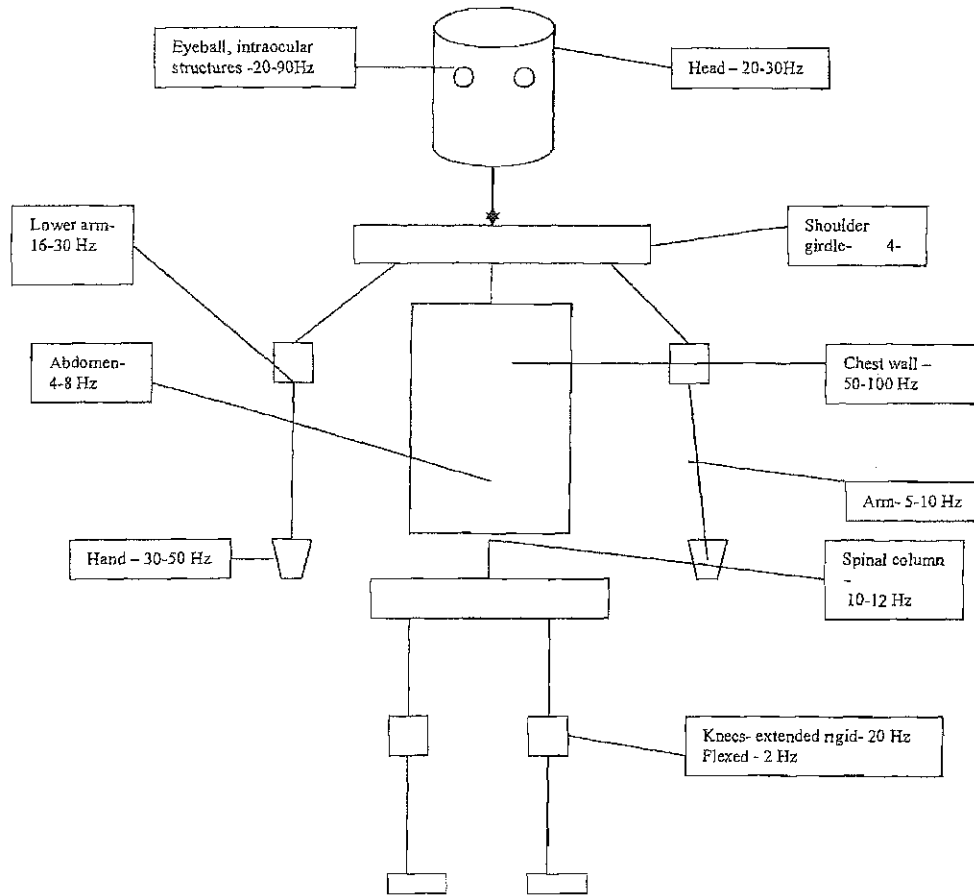 Eyeball, intraocular
structures -20-90Hz
Head – 20-30Hz
Lower arm-
16-30 Hz
Shoulder
girdle- 4-
Abdomen-
4-8 Hz
Chest wall –
50-100 Hz
Arm- 5-10 Hz
Hand – 30-50 Hz
Spinal column
–
10-12 Hz
Knees- extended rigid- 20 Hz
Flexed - 2 Hz